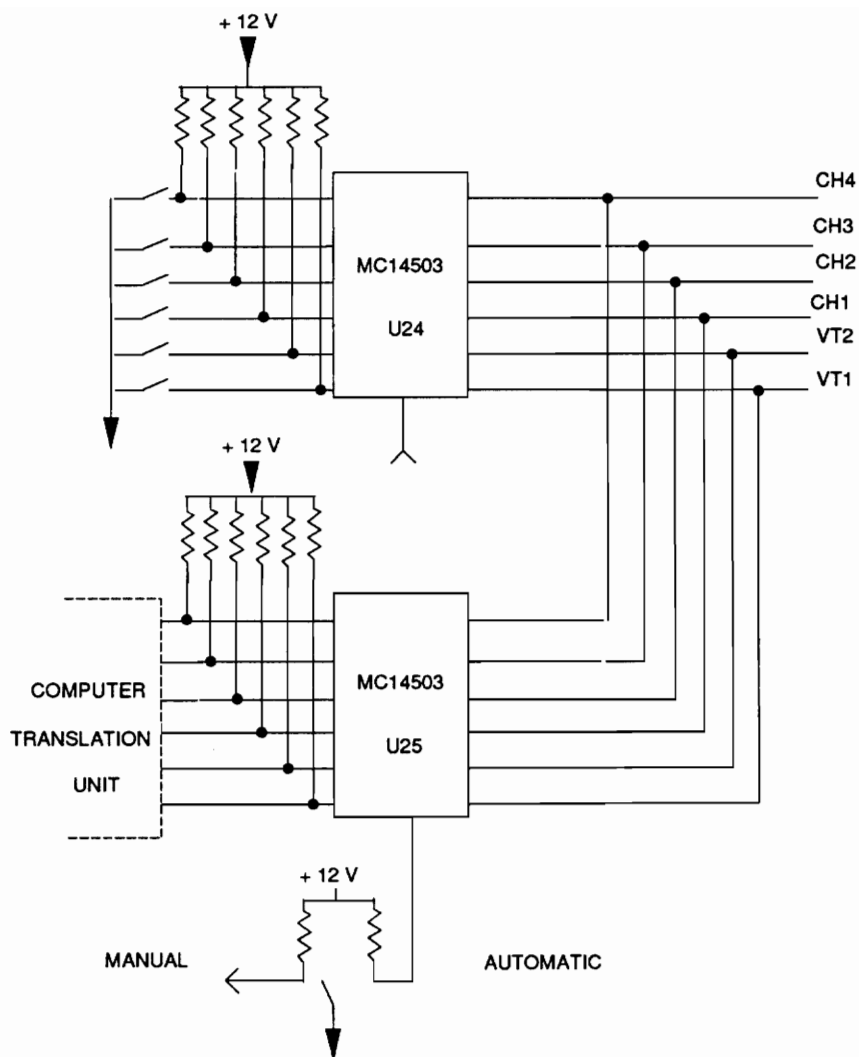 + 12 V
CH4
CH3
MC14503
CH2
CH1
U24
VT2
VT1
+ 12 V
MC14503
COMPUTER
TRANSLATION
U25
UNIT
+ 12 V
MANUAL
AUTOMATIC